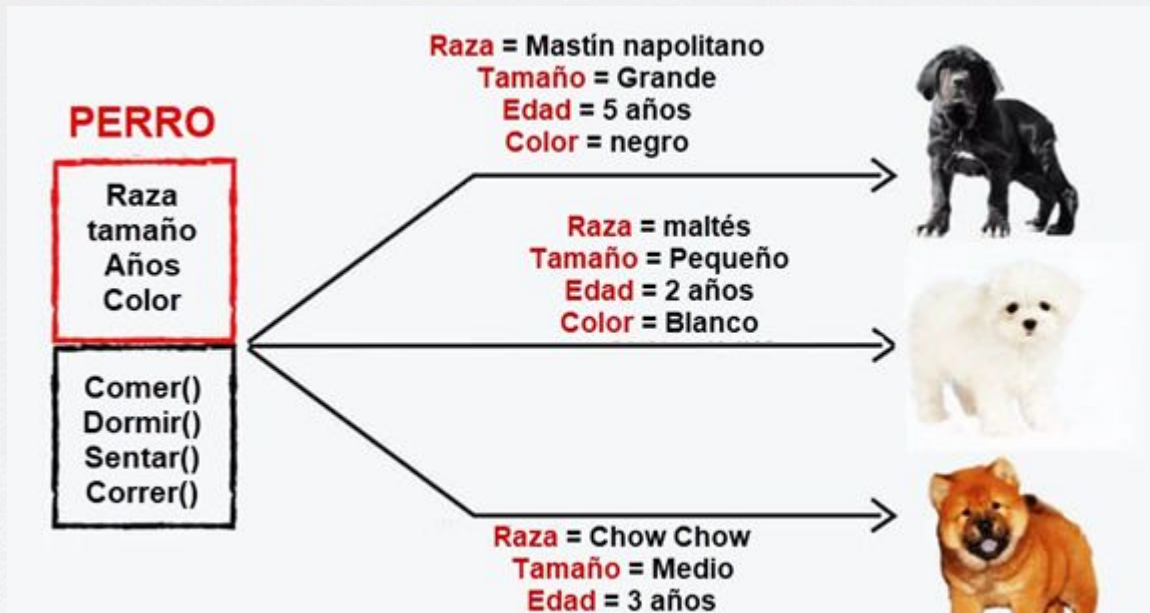 PERRO
Raza
tamaño
Años
Color
Comer()
Dormir()
Sentar()
Correr()
Raza = Mastín napolitano
Tamaño = Grande
Edad = 5 años
Color = negro
Raza = maltés
Tamaño = Pequeño
Edad = 2 años
Color = Blanco
Raza = Chow Chow
Tamaño = Medio
Edad = 3 años